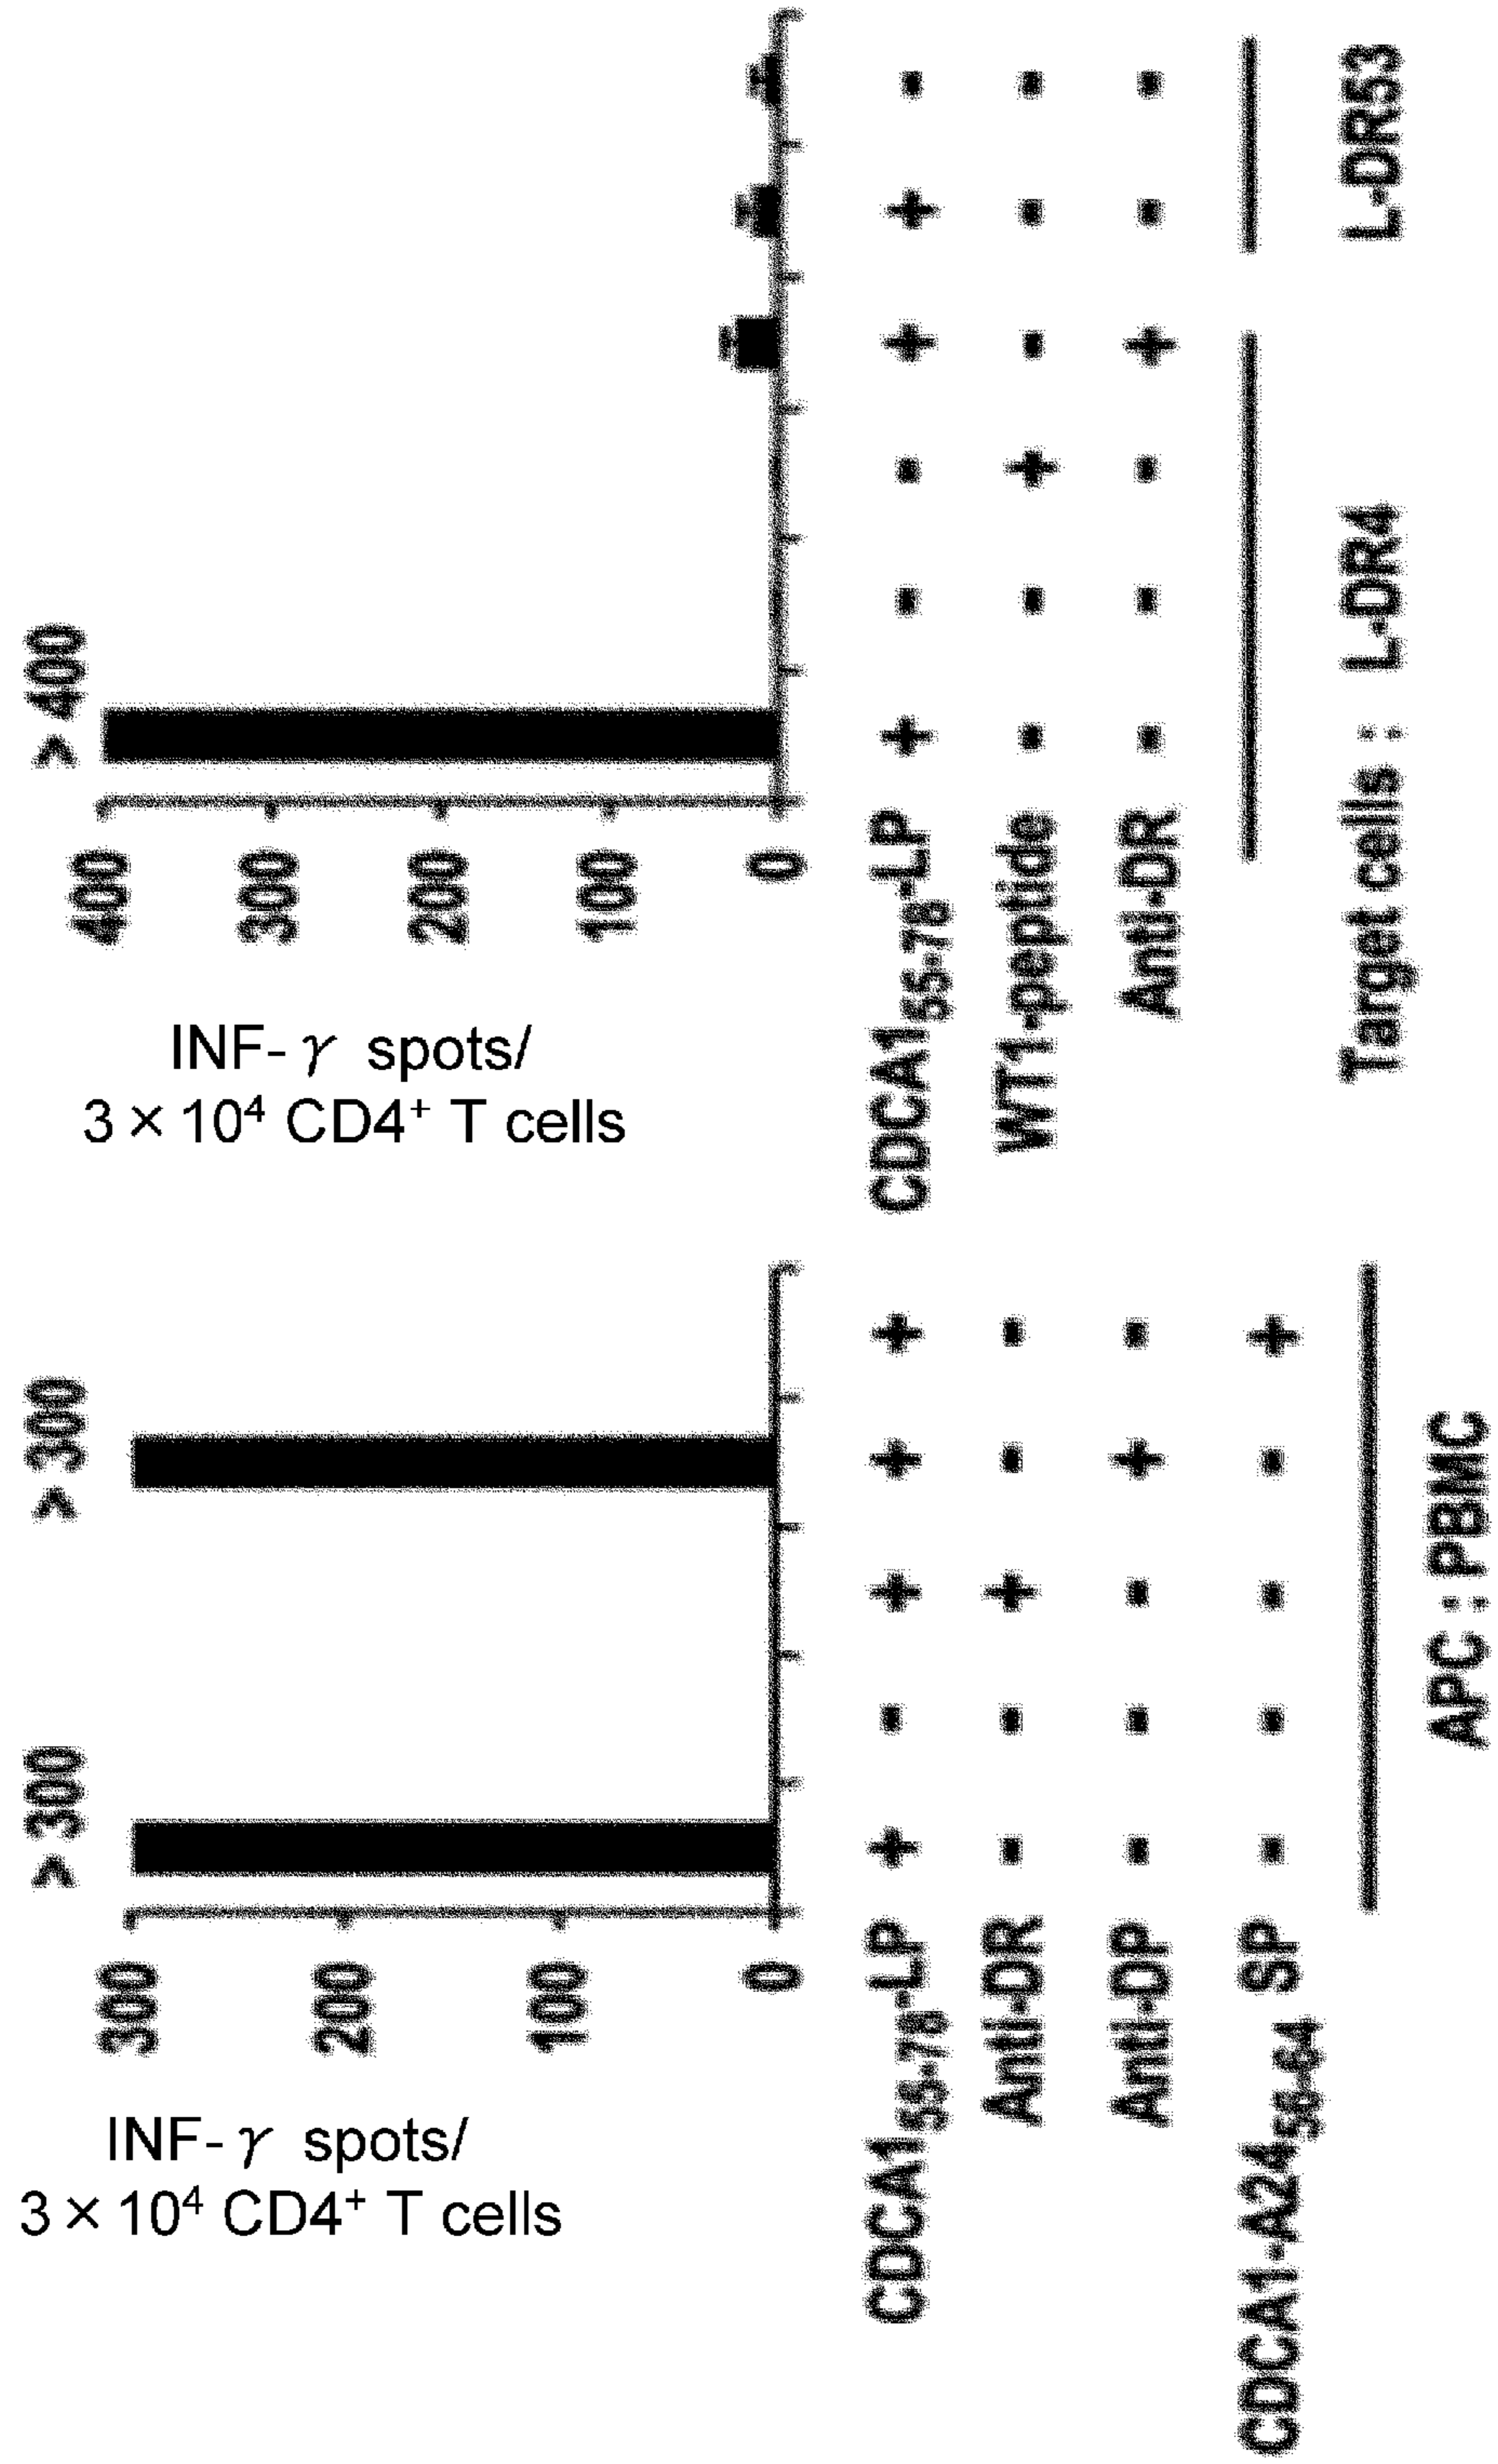 INF-γ spots/
3×10⁴ CD4⁺ T cells
> 300
> 300
300
200
100
0
CDCA1₅₅₋₇₈-LP + - + + +
Anti-DR - - + - -
Anti-DP - - - + -
CDCA1-A24₅₆₋₆₄ SP - - - - +
APC : PBMC
INF-γ spots/
3×10⁴ CD4⁺ T cells
> 400
400
300
200
100
0
CDCA1₅₅₋₇₈-LP + - - + + -
WT1-peptide - - + - - -
Anti-DR - - - + - -
Target cells : L-DR4 L-DR53